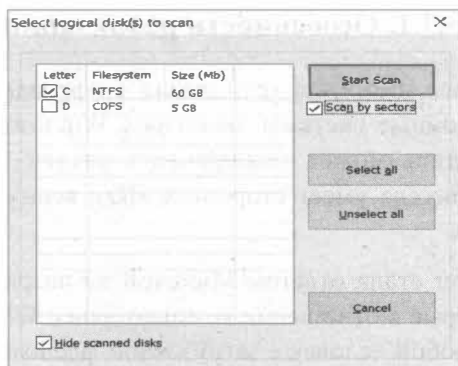 Select logical disk(s) to scan
Letter Filesystem Size (Mb)
C NTFS 60 GB
D CDFS 5 GB
Start Scan
Scan by sectors
Select all
Unselect all
Cancel
Hide scanned disks